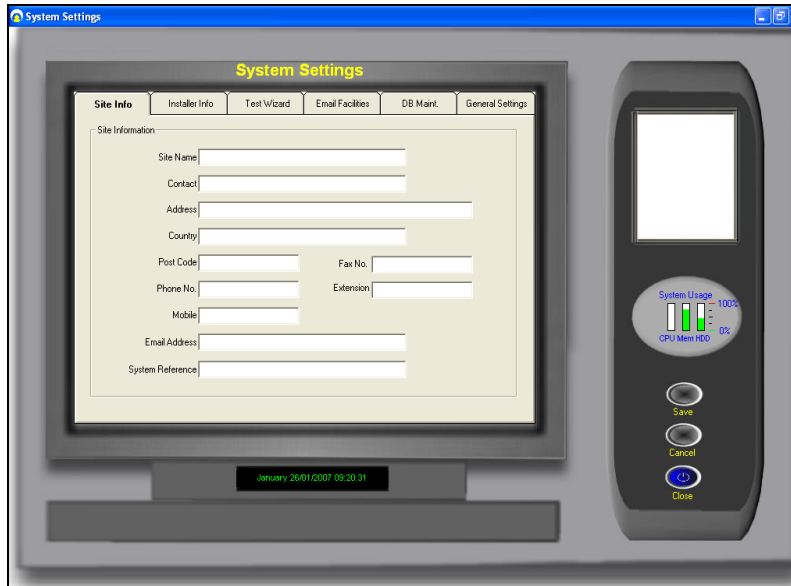 System Settings
System Settings
Site Info Installer Info Test Wizard Email Facilities DB Maint. General Settings
Site Information
Site Name
Contact
Address
Country
Post Code Fax No.
Phone No. Extension
Mobile
Email Address
System Reference
January 26/01/2007 09:20:31
System Usage
100%
0%
CPU Mem HDD
Save
Cancel
Close